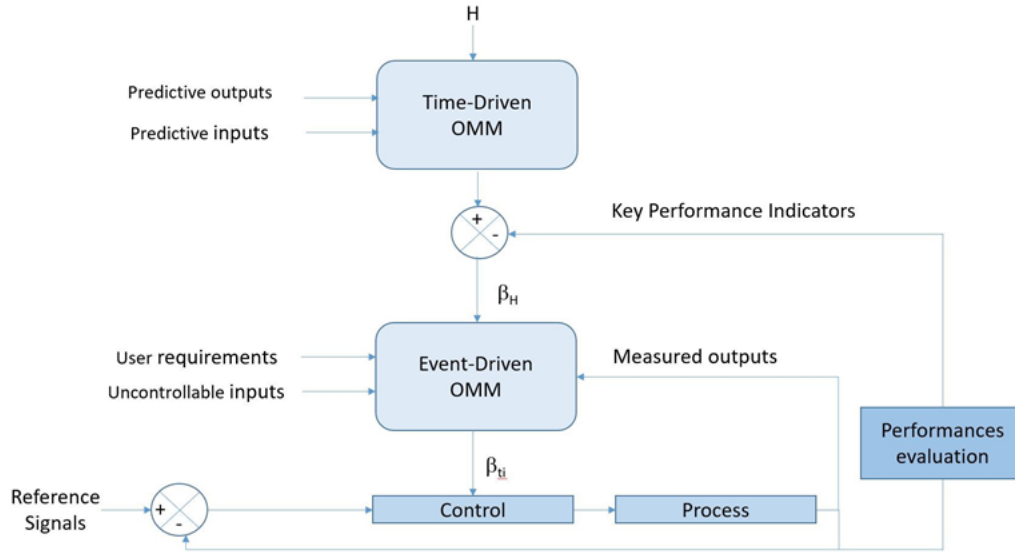 H
Predictive outputs
Predictive inputs
Time-Driven
OMM
+
-
Key Performance Indicators
βH
User requirements
Uncontrollable inputs
Event-Driven
OMM
Measured outputs
Performances
evaluation
βti
Reference
Signals
+
-
Control
Process